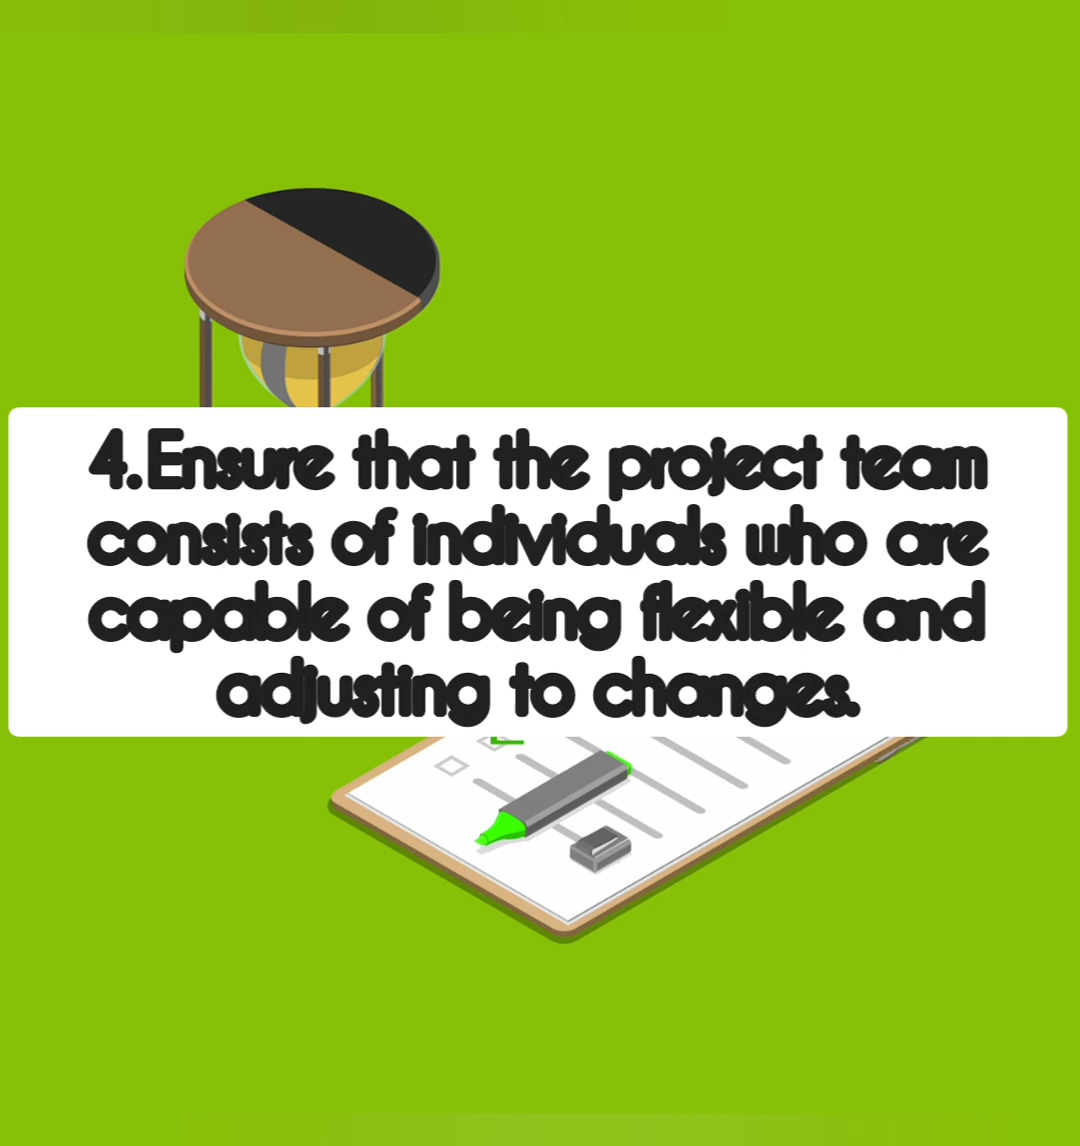 4.Ensure that the project team
consists of individuals who are
capable of being flexible and
adjusting to changes.